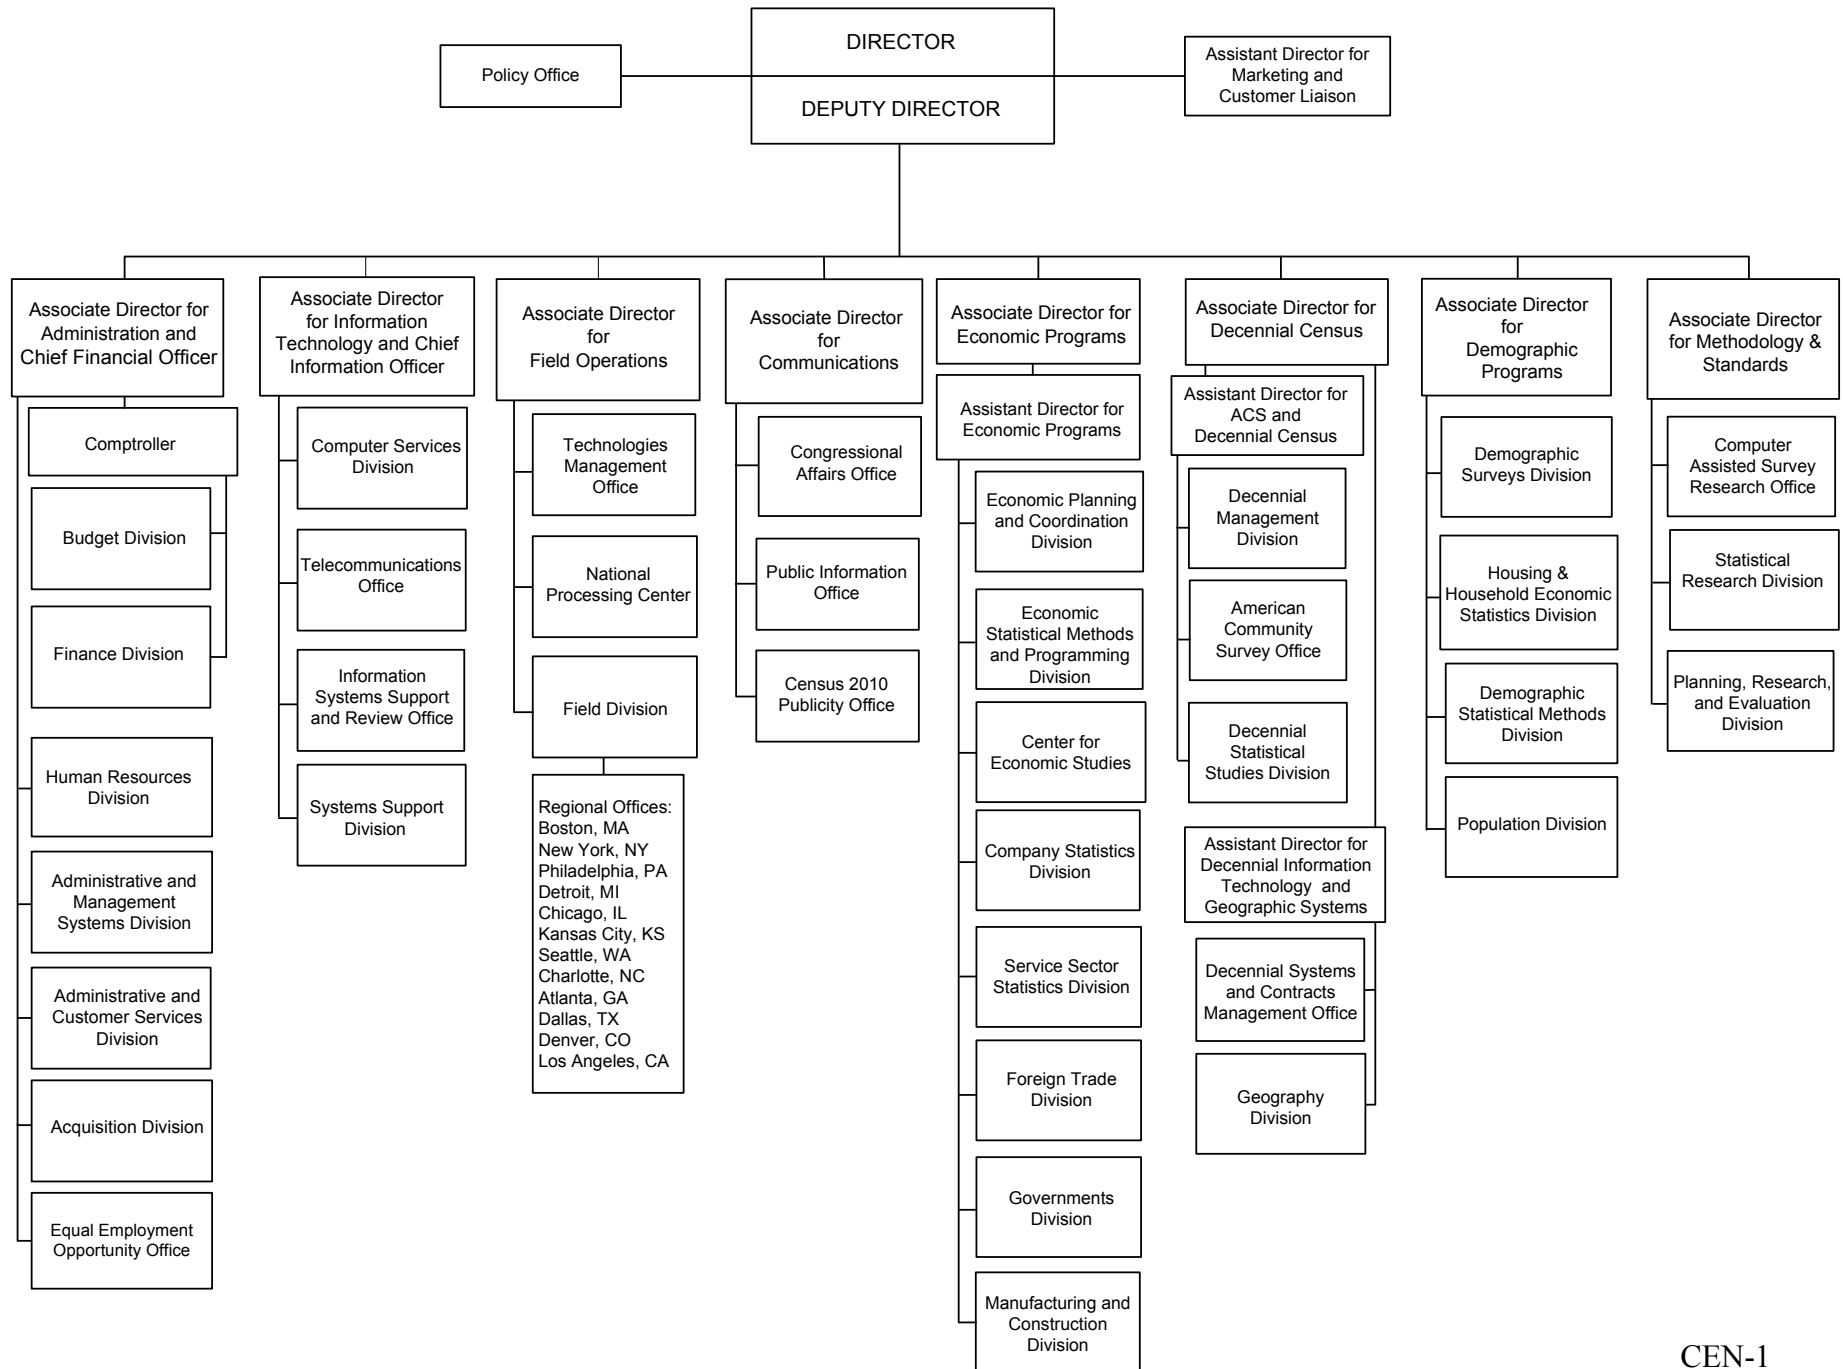 DIRECTOR
DEPUTY DIRECTOR
Policy Office
Assistant Director for
Marketing and
Customer Liaison
Associate Director for
Administration and
Chief Financial Officer
Comptroller
Budget Division
Finance Division
Human Resources
Division
Administrative and
Management
Systems Division
Administrative and
Customer Services
Division
Acquisition Division
Equal Employment
Opportunity Office
Associate Director
for Information
Technology and Chief
Information Officer
Computer Services
Division
Telecommunications
Office
Information
Systems Support
and Review Office
Systems Support
Division
Associate Director
for
Field Operations
Technologies
Management
Office
National
Processing Center
Field Division
Regional Offices:
Boston, MA
New York, NY
Philadelphia, PA
Detroit, MI
Chicago, IL
Kansas City, KS
Seattle, WA
Charlotte, NC
Atlanta, GA
Dallas, TX
Denver, CO
Los Angeles, CA
Associate Director
for
Communications
Congressional
Affairs Office
Public Information
Office
Census 2010
Publicity Office
Associate Director for
Economic Programs
Assistant Director for
Economic Programs
Economic Planning
and Coordination
Division
Economic
Statistical Methods
and Programming
Division
Center for
Economic Studies
Company Statistics
Division
Service Sector
Statistics Division
Foreign Trade
Division
Governments
Division
Manufacturing and
Construction
Division
Associate Director for
Decennial Census
Assistant Director for
ACS and
Decennial Census
Decennial
Management
Division
American
Community
Survey Office
Decennial
Statistical
Studies Division
Assistant Director for
Decennial Information
Technology and
Geographic Systems
Decennial Systems
and Contracts
Management Office
Geography
Division
Associate Director
for
Demographic
Programs
Demographic
Surveys Division
Housing &
Household Economic
Statistics Division
Demographic
Statistical Methods
Division
Population Division
Associate Director
for Methodology &
Standards
Computer
Assisted Survey
Research Office
Statistical
Research Division
Planning, Research,
and Evaluation
Division
CEN-1